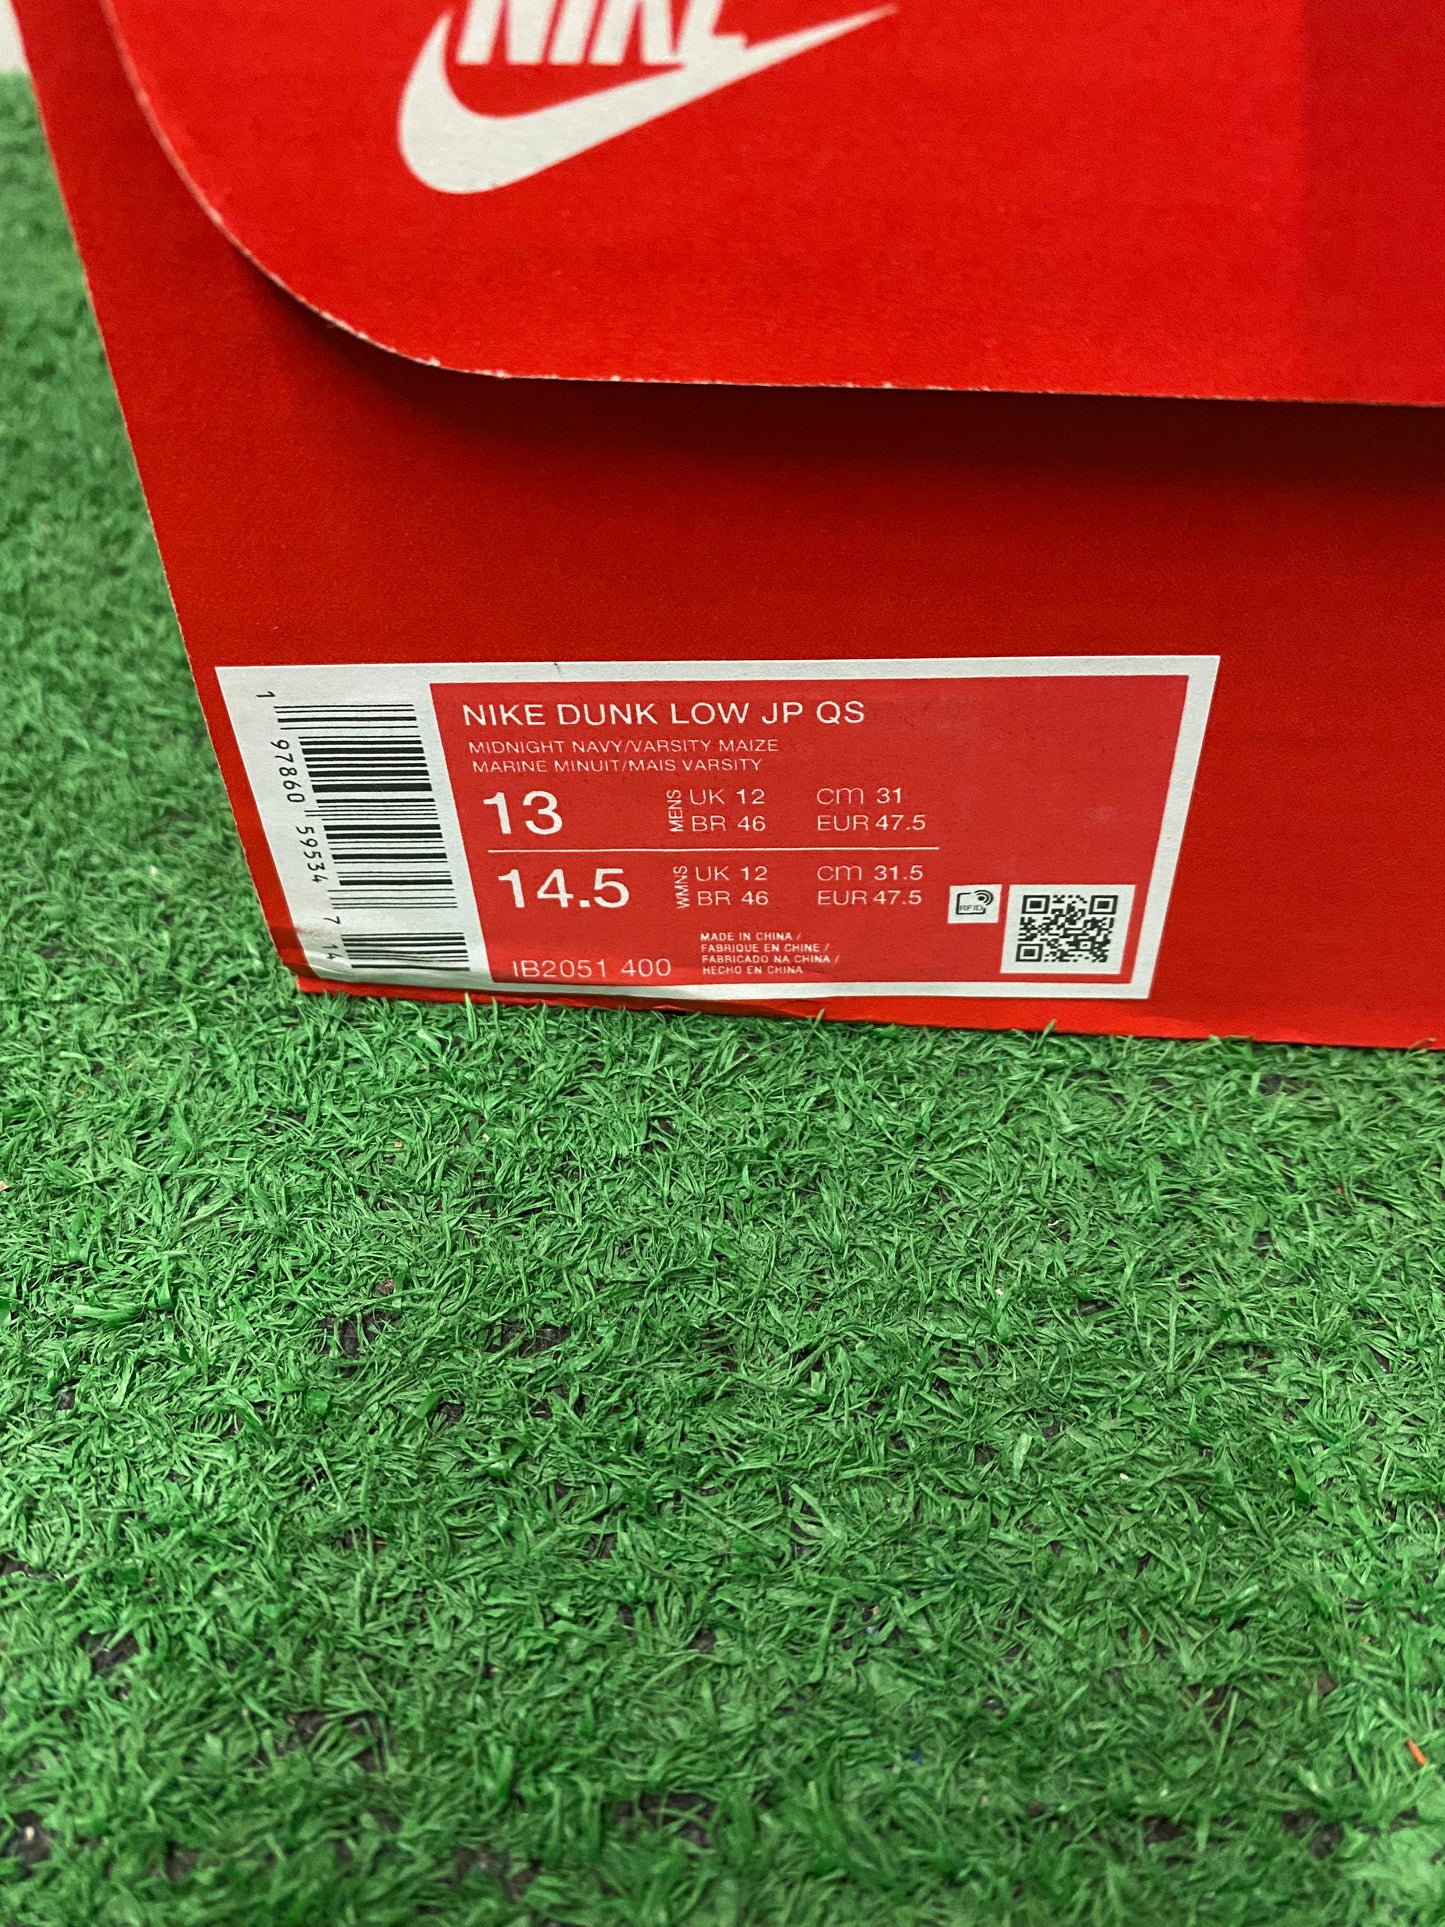 NIKE
NIKE DUNK LOW JP QS
MIDNIGHT NAVY/VARSITY MAIZE
MARINE MINUIT/MAIS VARSITY
13 MENS UK 12 CM 31
BR 46 EUR 47.5
14.5 WMNS UK 12 CM 31.5
BR 46 EUR 47.5
RFID
MADE IN CHINA /
FABRIQUE EN CHINE /
FABRICADO NA CHINA /
HECHO EN CHINA
IB2051 400
1 97860 59534 7 14